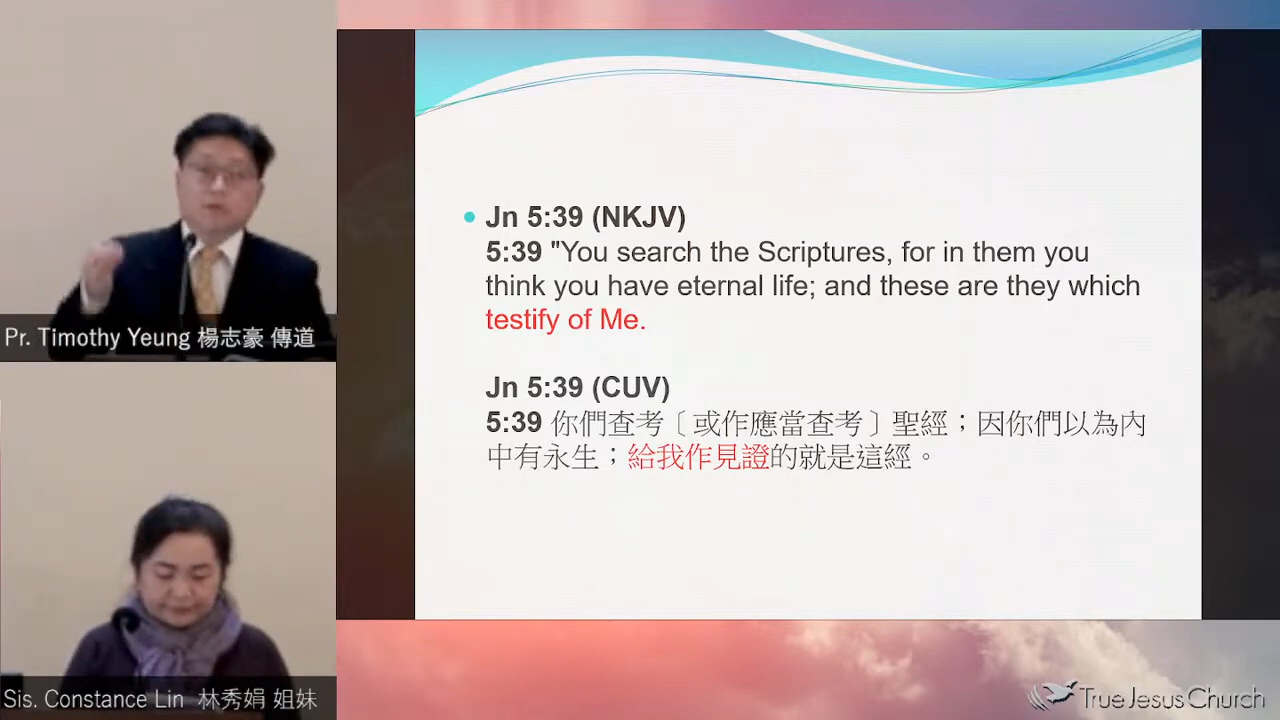 Pr. Timothy Yeung 楊志豪 傳道
Sis. Constance Lin 林秀娟 姐妹
Jn 5:39 (NKJV)
5:39 "You search the Scriptures, for in them you
think you have eternal life; and these are they which
testify of Me.
Jn 5:39 (CUV)
5:39 你們查考〔或作應當查考〕聖經；因你們以為內
中有永生；給我作見證的就是這經。
True Jesus Church